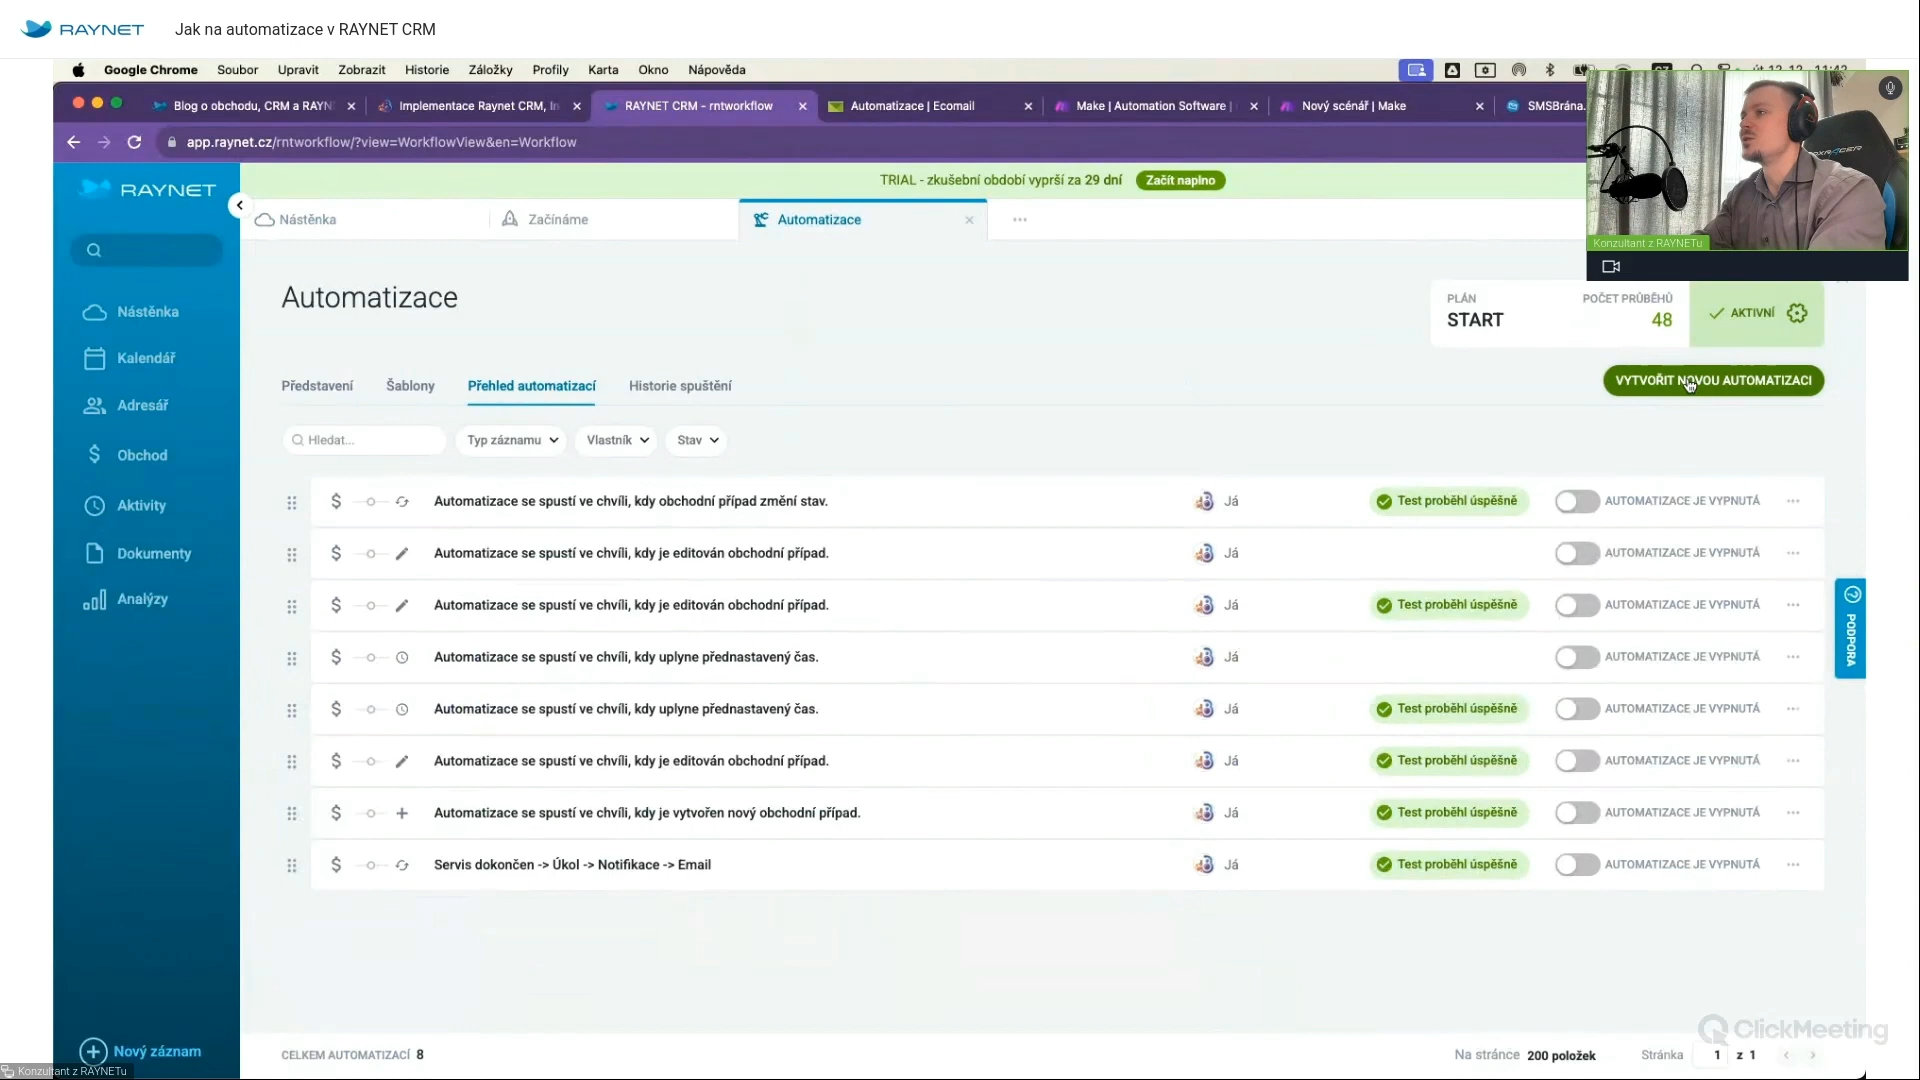 RAYNET Jak na automatizace v RAYNET CRM
Google Chrome Soubor Upravit Zobrazit Historie Záložky Profily Karta Okno Nápověda
Blog o obchodu, CRM a RAYN Implementace Raynet CRM, In RAYNET CRM - rntworkflow Automatizace | Ecomail Make | Automation Software | Nový scénář | Make SMSBrána.
app.raynet.cz/rntworkflow/?view=WorkflowView&en=Workflow
RAYNET
TRIAL - zkušební období vyprší za 29 dní Začít naplno
Nástěnka Začínáme Automatizace
Konzultant z RAYNETu
Nástěnka
Kalendář
Adresář
Obchod
Aktivity
Dokumenty
Analýzy
Nový záznam
Automatizace
PLÁN
START
POČET PRŮBĚHŮ
48
AKTIVNÍ
Představení Šablony Přehled automatizací Historie spuštění
VYTVOŘIT NOVOU AUTOMATIZACI
Hledat... Typ záznamu Vlastník Stav
Automatizace se spustí ve chvíli, kdy obchodní případ změní stav. Já Test proběhl úspěšně AUTOMATIZACE JE VYPNUTÁ
Automatizace se spustí ve chvíli, kdy je editován obchodní případ. Já AUTOMATIZACE JE VYPNUTÁ
Automatizace se spustí ve chvíli, kdy je editován obchodní případ. Já Test proběhl úspěšně AUTOMATIZACE JE VYPNUTÁ
Automatizace se spustí ve chvíli, kdy uplyne přednastavený čas. Já AUTOMATIZACE JE VYPNUTÁ
Automatizace se spustí ve chvíli, kdy uplyne přednastavený čas. Já Test proběhl úspěšně AUTOMATIZACE JE VYPNUTÁ
Automatizace se spustí ve chvíli, kdy je editován obchodní případ. Já Test proběhl úspěšně AUTOMATIZACE JE VYPNUTÁ
Automatizace se spustí ve chvíli, kdy je vytvořen nový obchodní případ. Já Test proběhl úspěšně AUTOMATIZACE JE VYPNUTÁ
Servis dokončen -> Úkol -> Notifikace -> Email Já Test proběhl úspěšně AUTOMATIZACE JE VYPNUTÁ
PODPORA
ClickMeeting
CELKEM AUTOMATIZACÍ 8
Na stránce 200 položek Stránka 1 z 1
Konzultant z RAYNETu